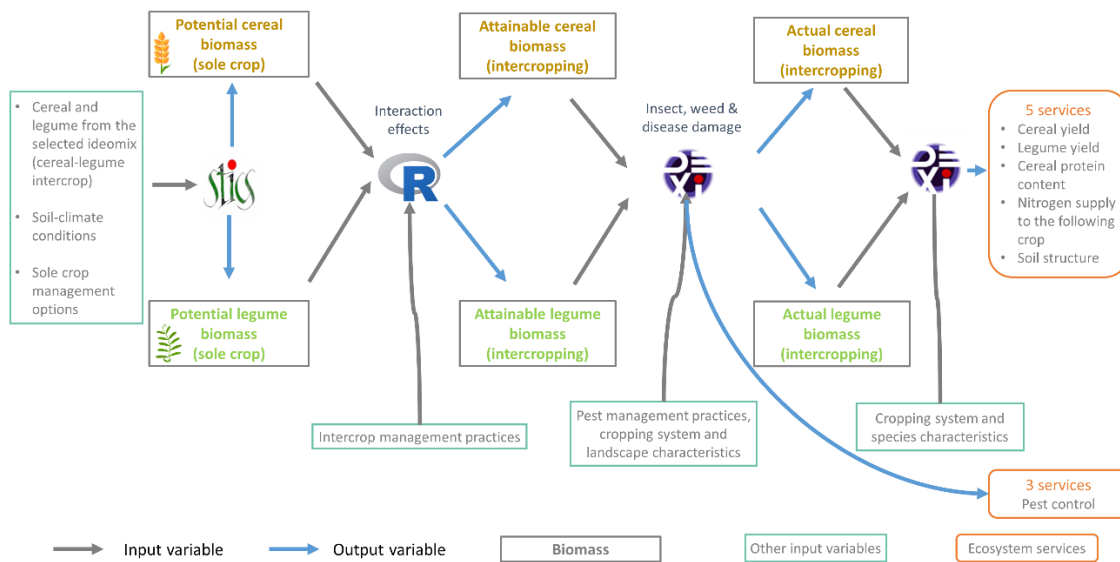 Potential cereal
biomass
(sole crop)
Attainable cereal
biomass
(intercropping)
Actual cereal
biomass
(intercropping)
• Cereal and
legume from the
selected ideomix
(cereal-legume
intercrop)
• Soil-climate
conditions
• Sole crop
management
options
stics
Interaction
effects
R
Insect, weed &
disease damage
DEXi
DEXi
5 services
• Cereal yield
• Legume yield
• Cereal protein
content
• Nitrogen supply
to the following
crop
• Soil structure
Potential legume
biomass
(sole crop)
Attainable legume
biomass
(intercropping)
Actual legume
biomass
(intercropping)
Intercrop management practices
Pest management practices,
cropping system and
landscape characteristics
Cropping system and
species characteristics
3 services
Pest control
Input variable
Output variable
Biomass
Other input variables
Ecosystem services